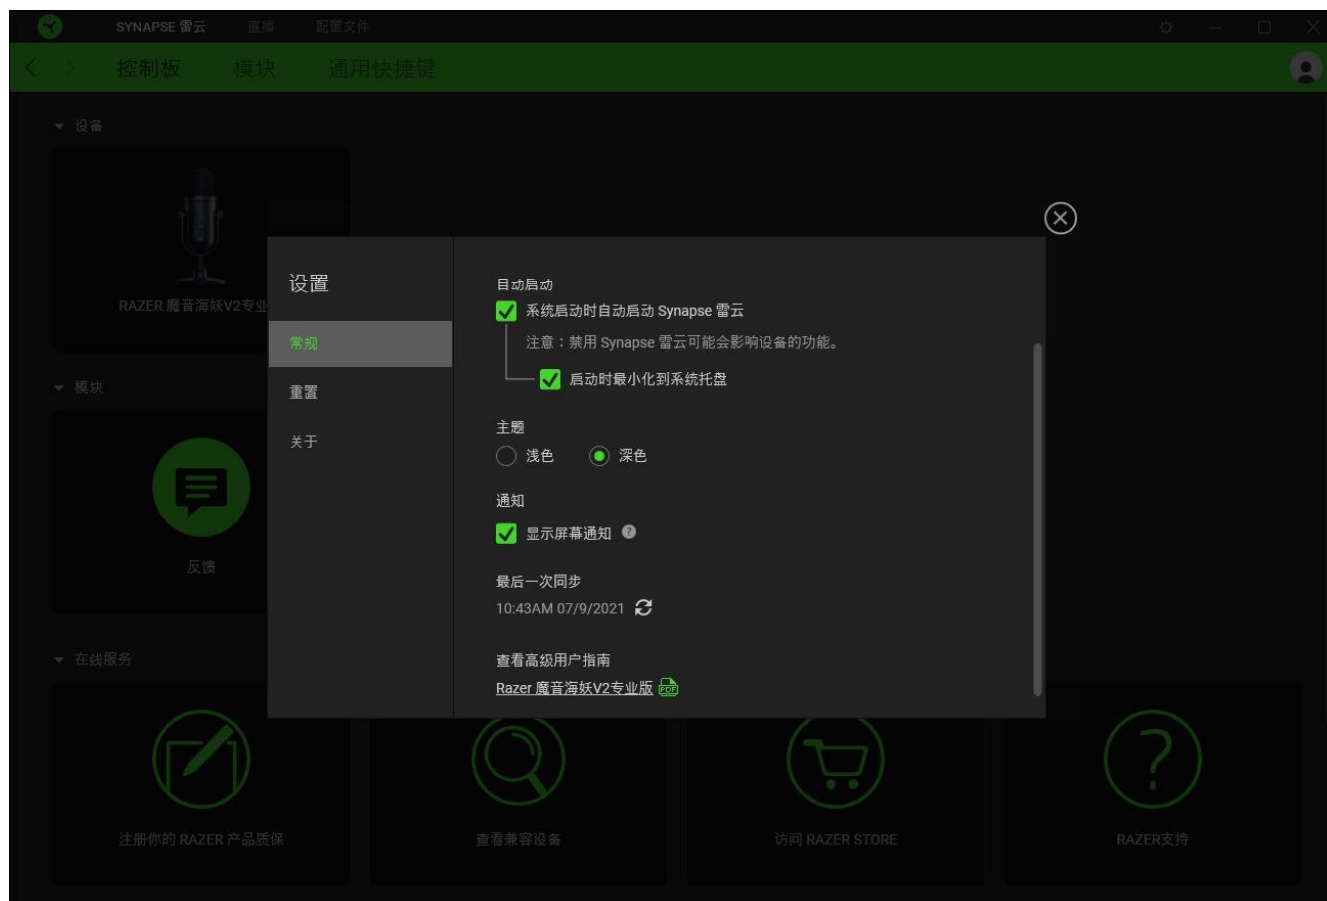 SYNAPSE 雷云 直播 配置文件
控制板 模块 通用快捷键
设备
RAZER 魔音海妖V2专业
模块
反馈
在线服务
注册你的 RAZER 产品质保
查看兼容设备
访问 RAZER STORE
RAZER支持
设置
常规
重置
关于
自动启动
系统启动时自动启动 Synapse 雷云
注意：禁用 Synapse 雷云可能会影响设备的功能。
启动时最小化到系统托盘
主题
浅色 深色
通知
显示屏幕通知 ?
最后一次同步
10:43AM 07/9/2021
查看高级用户指南
Razer 魔音海妖V2专业版 PDF